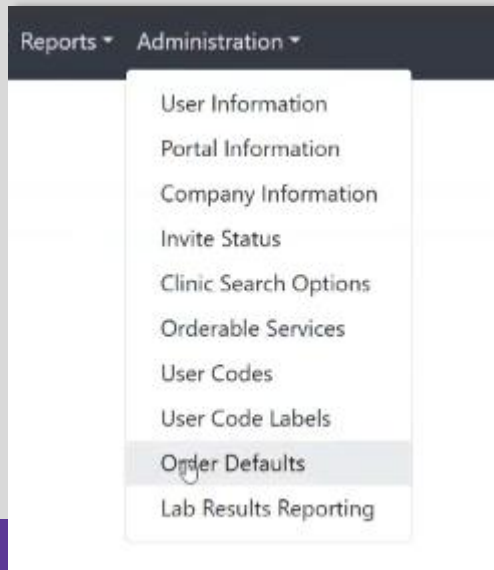 Reports Administration
User Information
Portal Information
Company Information
Invite Status
Clinic Search Options
Orderable Services
User Codes
User Code Labels
Order Defaults
Lab Results Reporting